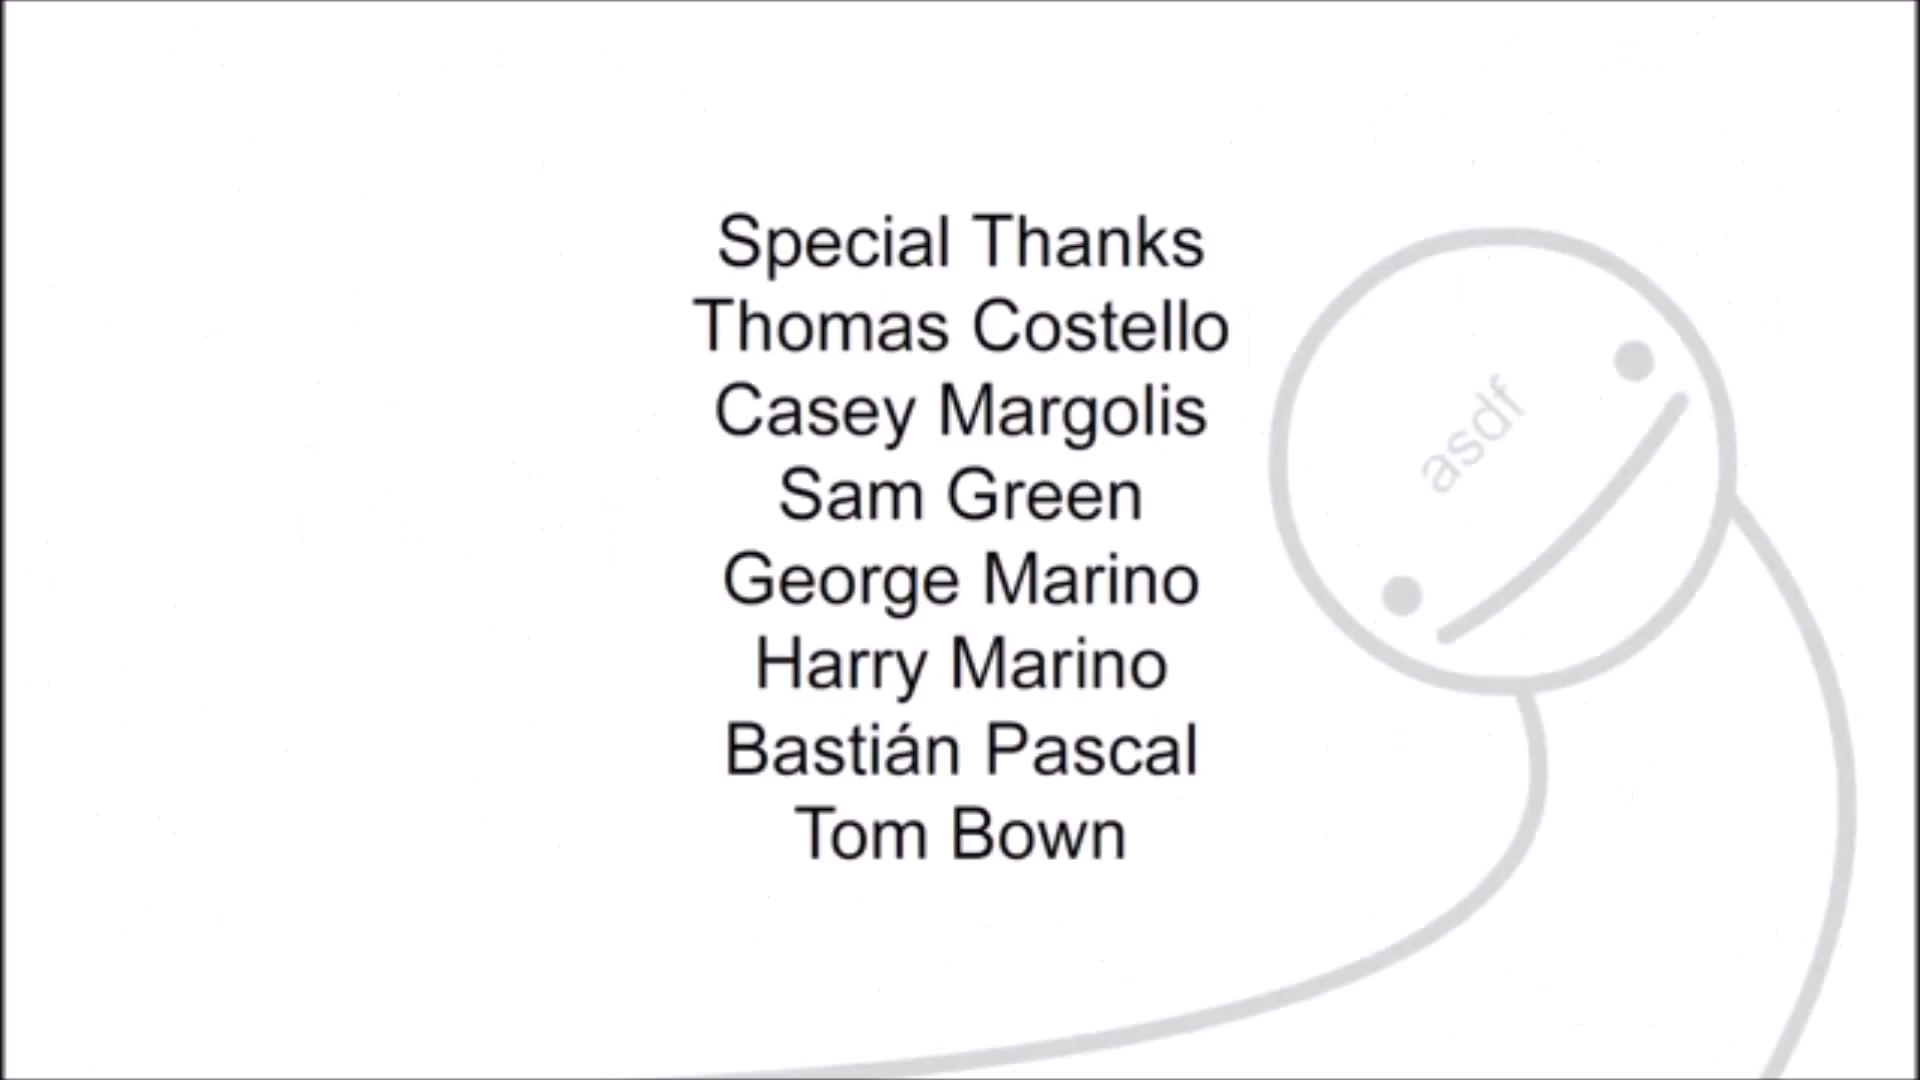 Special Thanks
Thomas Costello
Casey Margolis
Sam Green
George Marino
Harry Marino
Bastián Pascal
Tom Bown
asdf